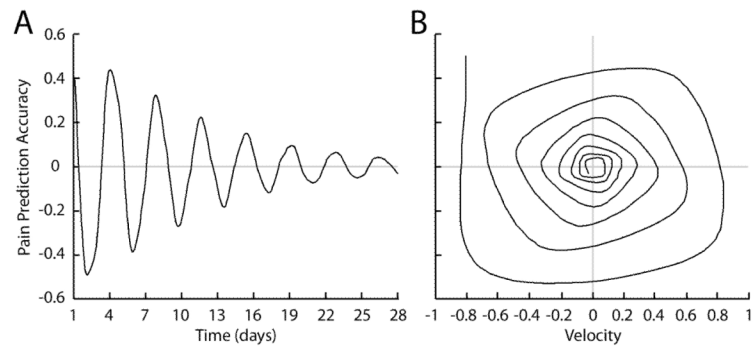 A
B
Pain Prediction Accuracy
0.6
0.4
0.2
0
-0.2
-0.4
-0.6
1 4 7 10 13 16 19 22 25 28
-1 -0.8 -0.6 -0.4 -0.2 0 0.2 0.4 0.6 0.8 1
Time (days)
Velocity